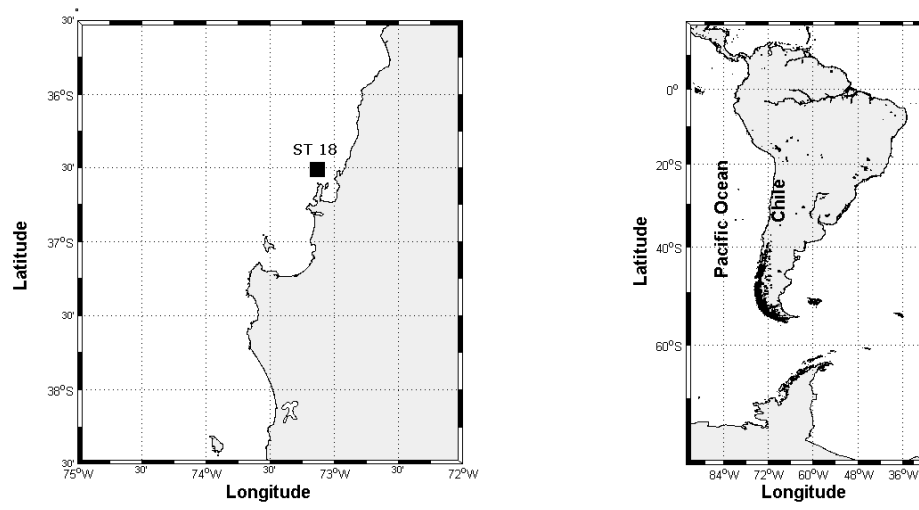 30'
36°S
30'
37°S
30'
38°S
30'
75°W
30'
74°W
30'
73°W
30'
72°W
Latitude
Longitude
ST 18
0°
20°S
40°S
60°S
84°W
72°W
60°W
48°W
36°W
Latitude
Longitude
Pacific Ocean
Chile